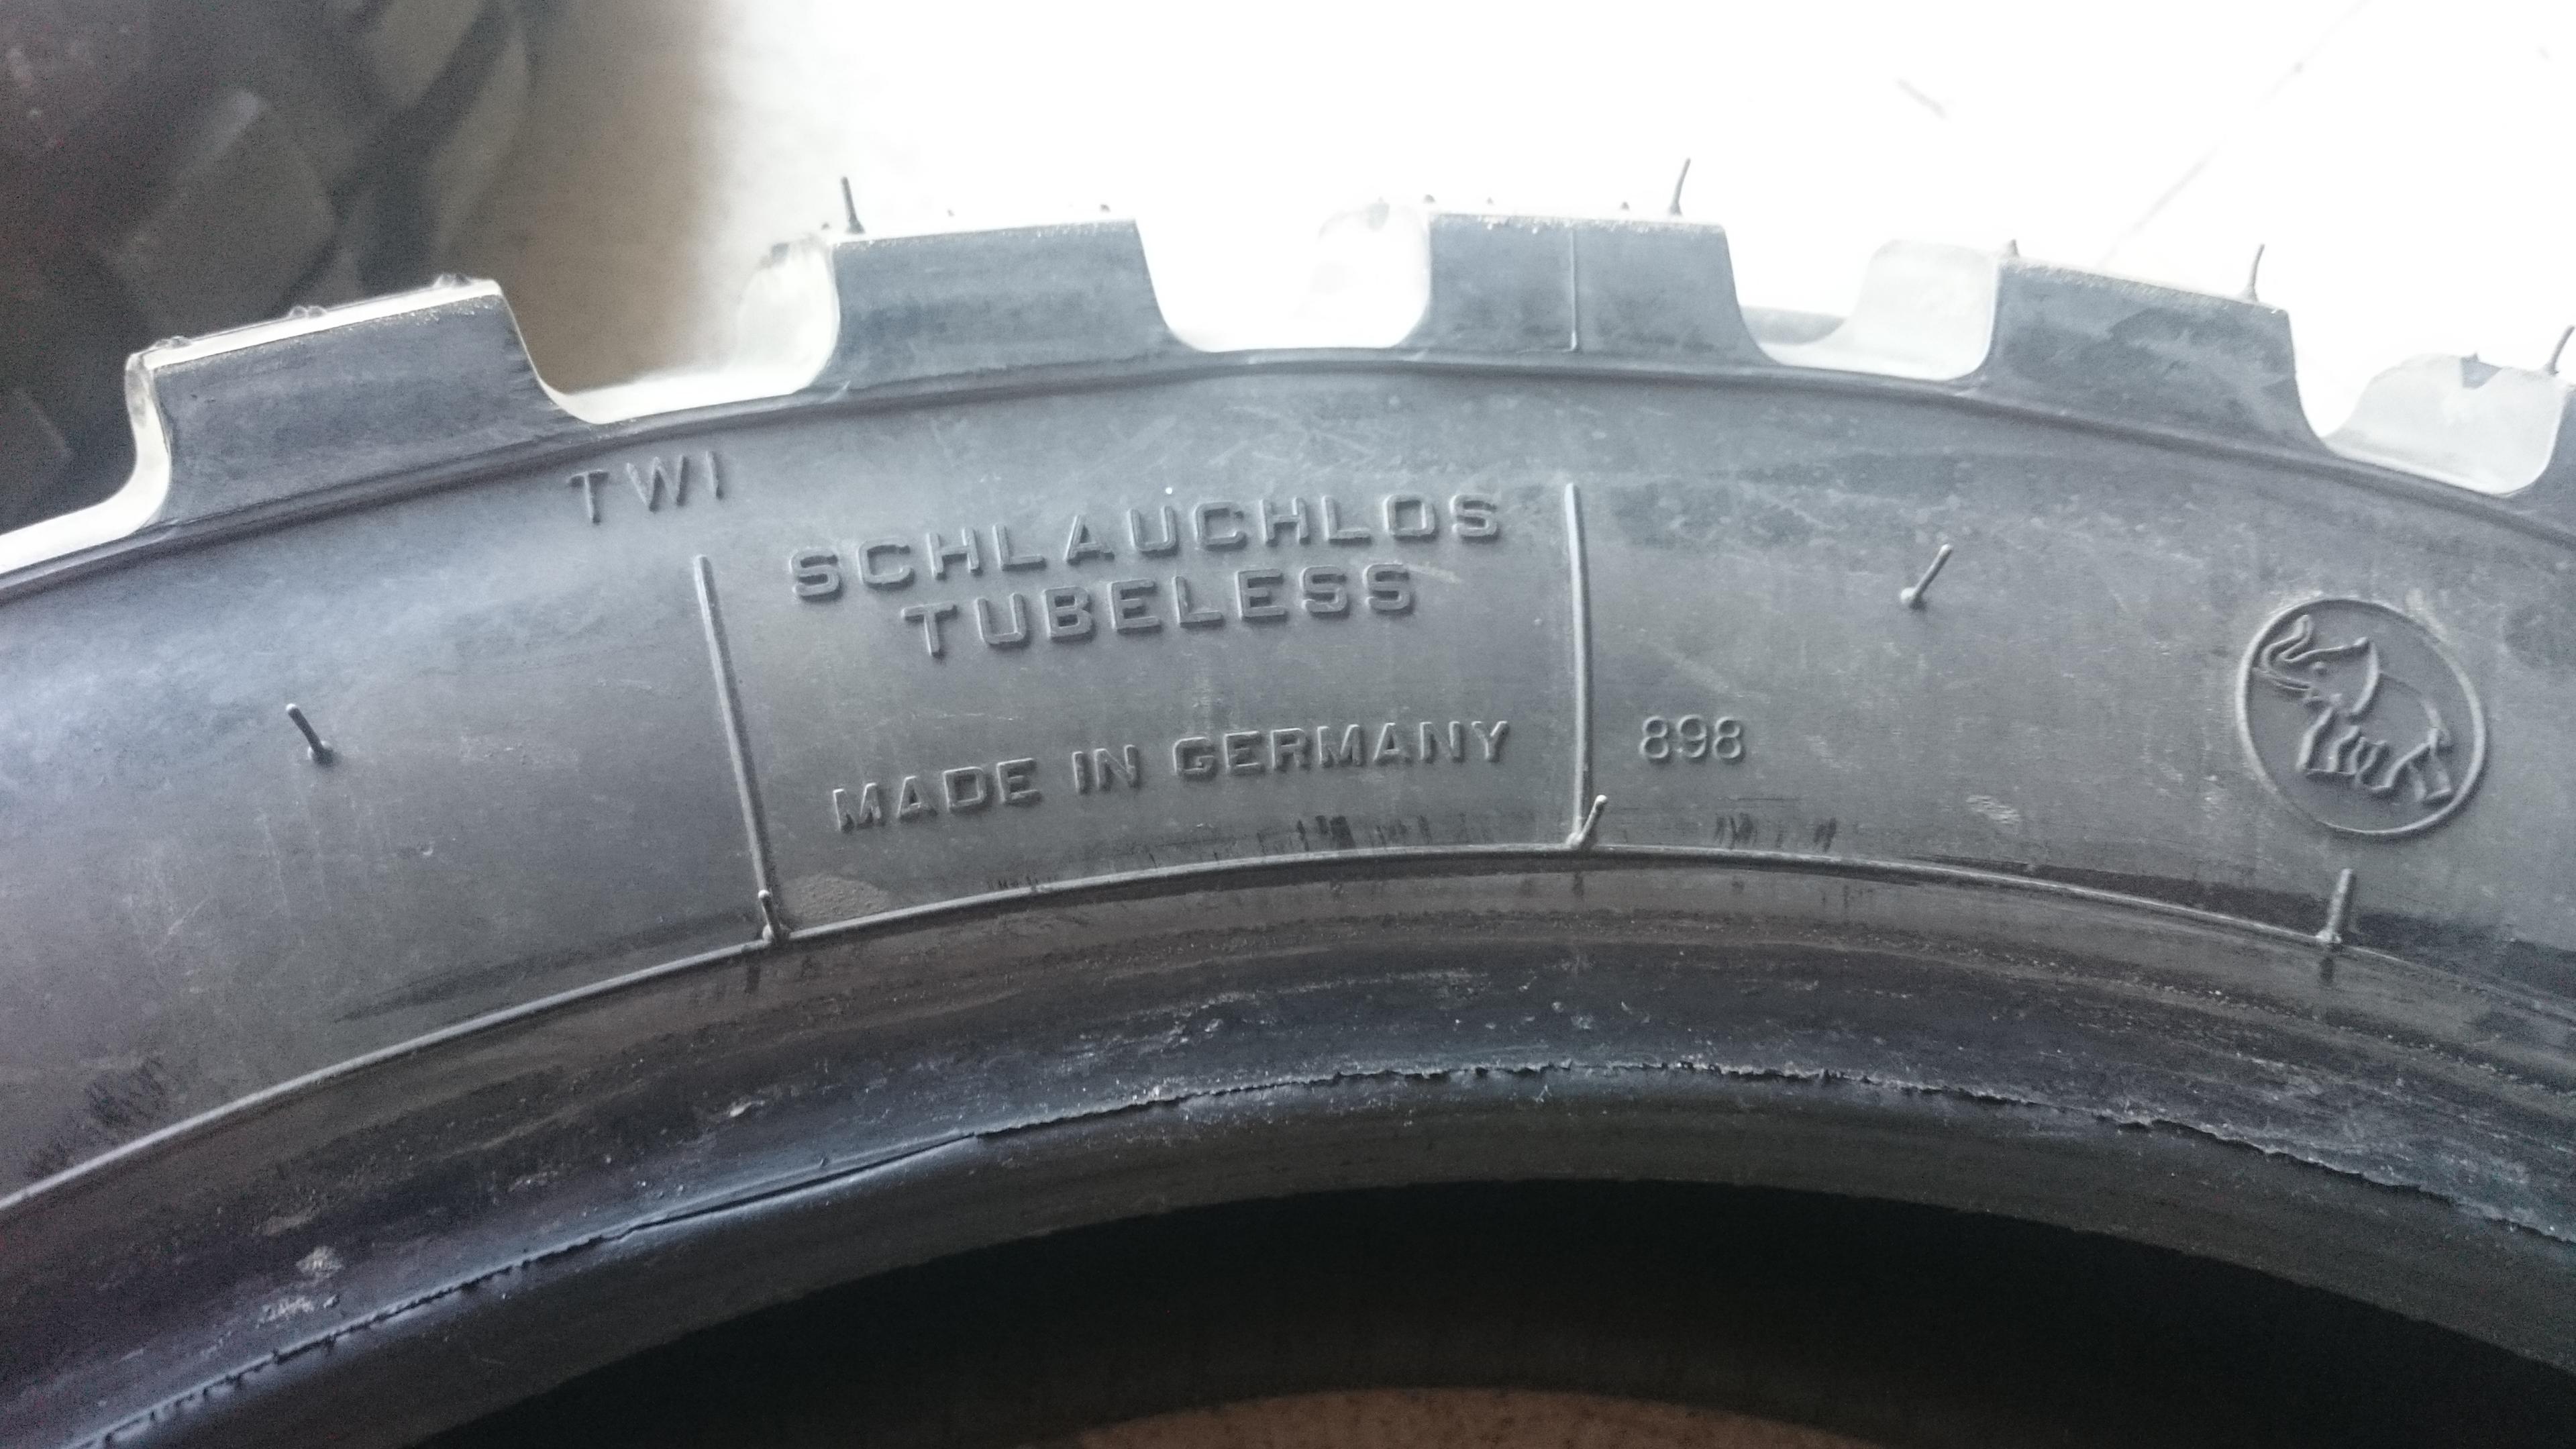 TWI
SCHLAUCHLOS
TUBELESS
MADE IN GERMANY
898